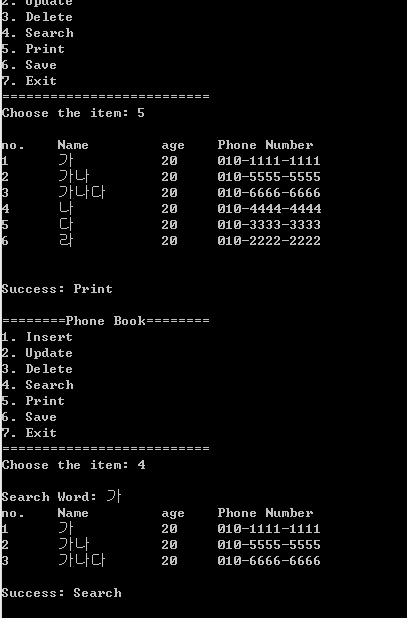 2. Update
3. Delete
4. Search
5. Print
6. Save
7. Exit
==========================
Choose the item: 5
no. Name age Phone Number
1 가 20 010-1111-1111
2 가나 20 010-5555-5555
3 가나다 20 010-6666-6666
4 나 20 010-4444-4444
5 다 20 010-3333-3333
6 라 20 010-2222-2222
Success: Print
========Phone Book========
1. Insert
2. Update
3. Delete
4. Search
5. Print
6. Save
7. Exit
==========================
Choose the item: 4
Search Word: 가
no. Name age Phone Number
1 가 20 010-1111-1111
2 가나 20 010-5555-5555
3 가나다 20 010-6666-6666
Success: Search